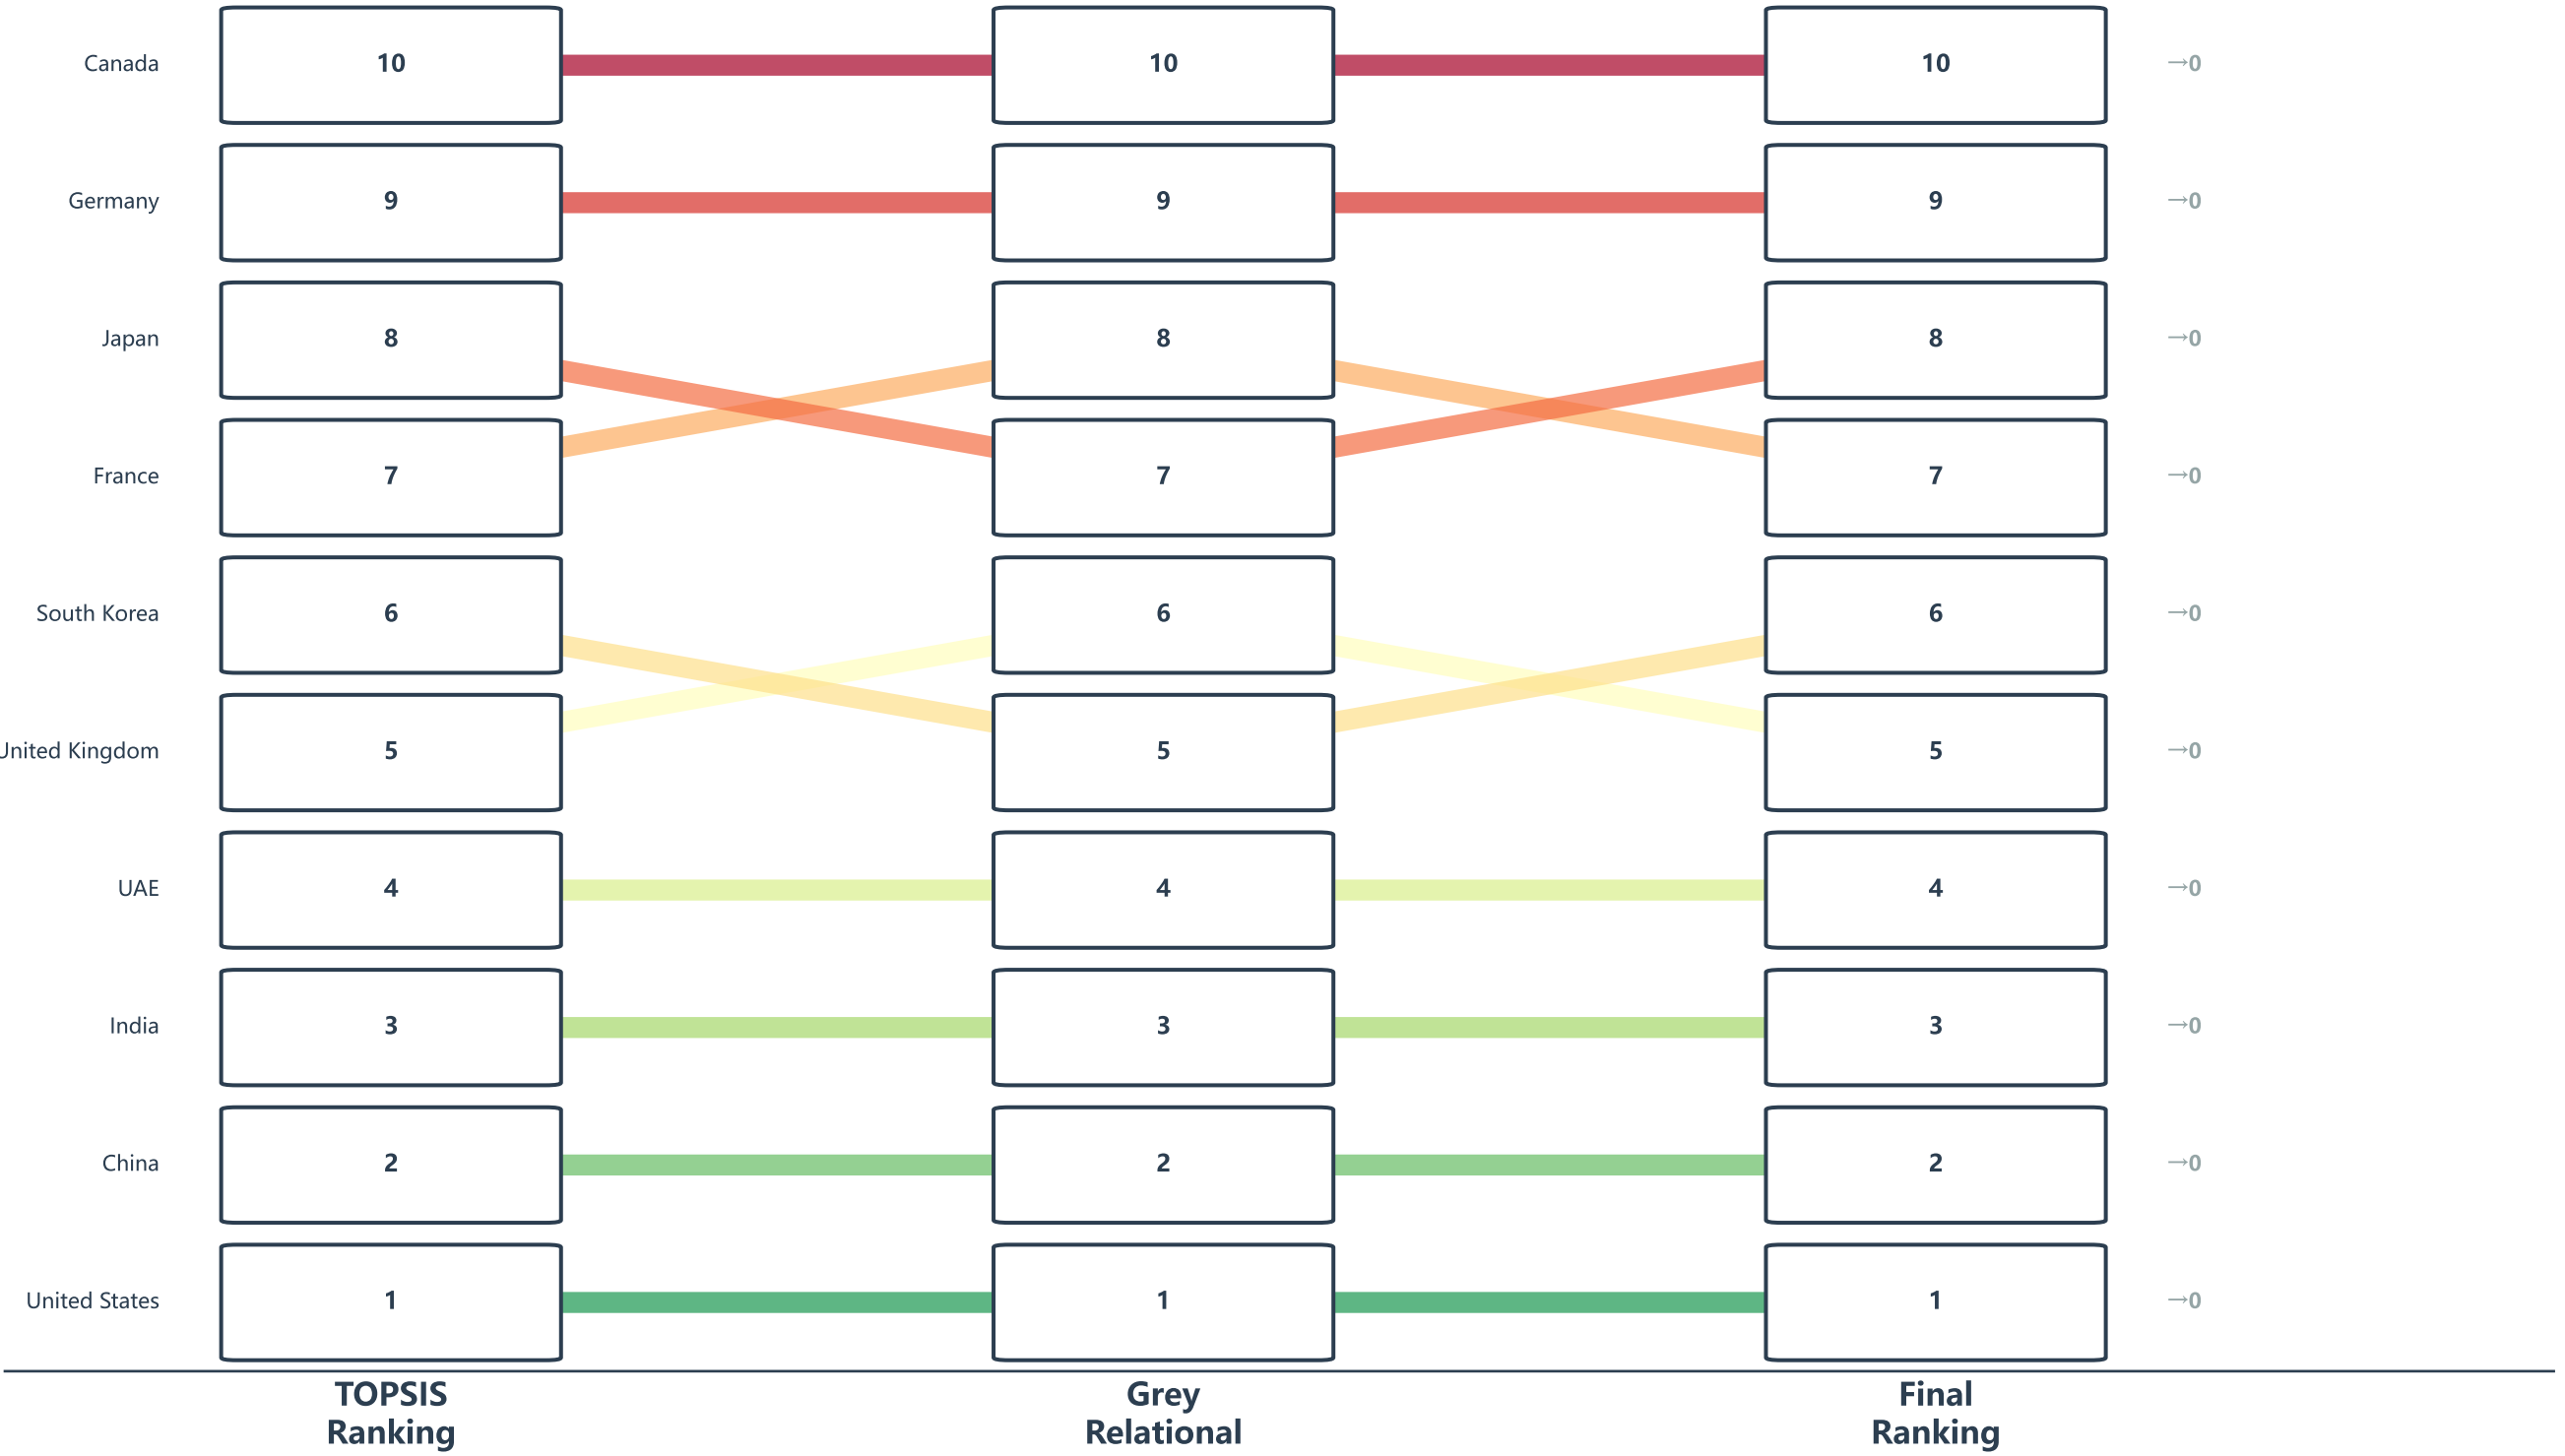 Canada 10 10 10 →0
Germany 9 9 9 →0
Japan 8 8 8 →0
France 7 7 7 →0
South Korea 6 6 6 →0
United Kingdom 5 5 5 →0
UAE 4 4 4 →0
India 3 3 3 →0
China 2 2 2 →0
United States 1 1 1 →0
TOPSIS
Ranking
Grey
Relational
Final
Ranking